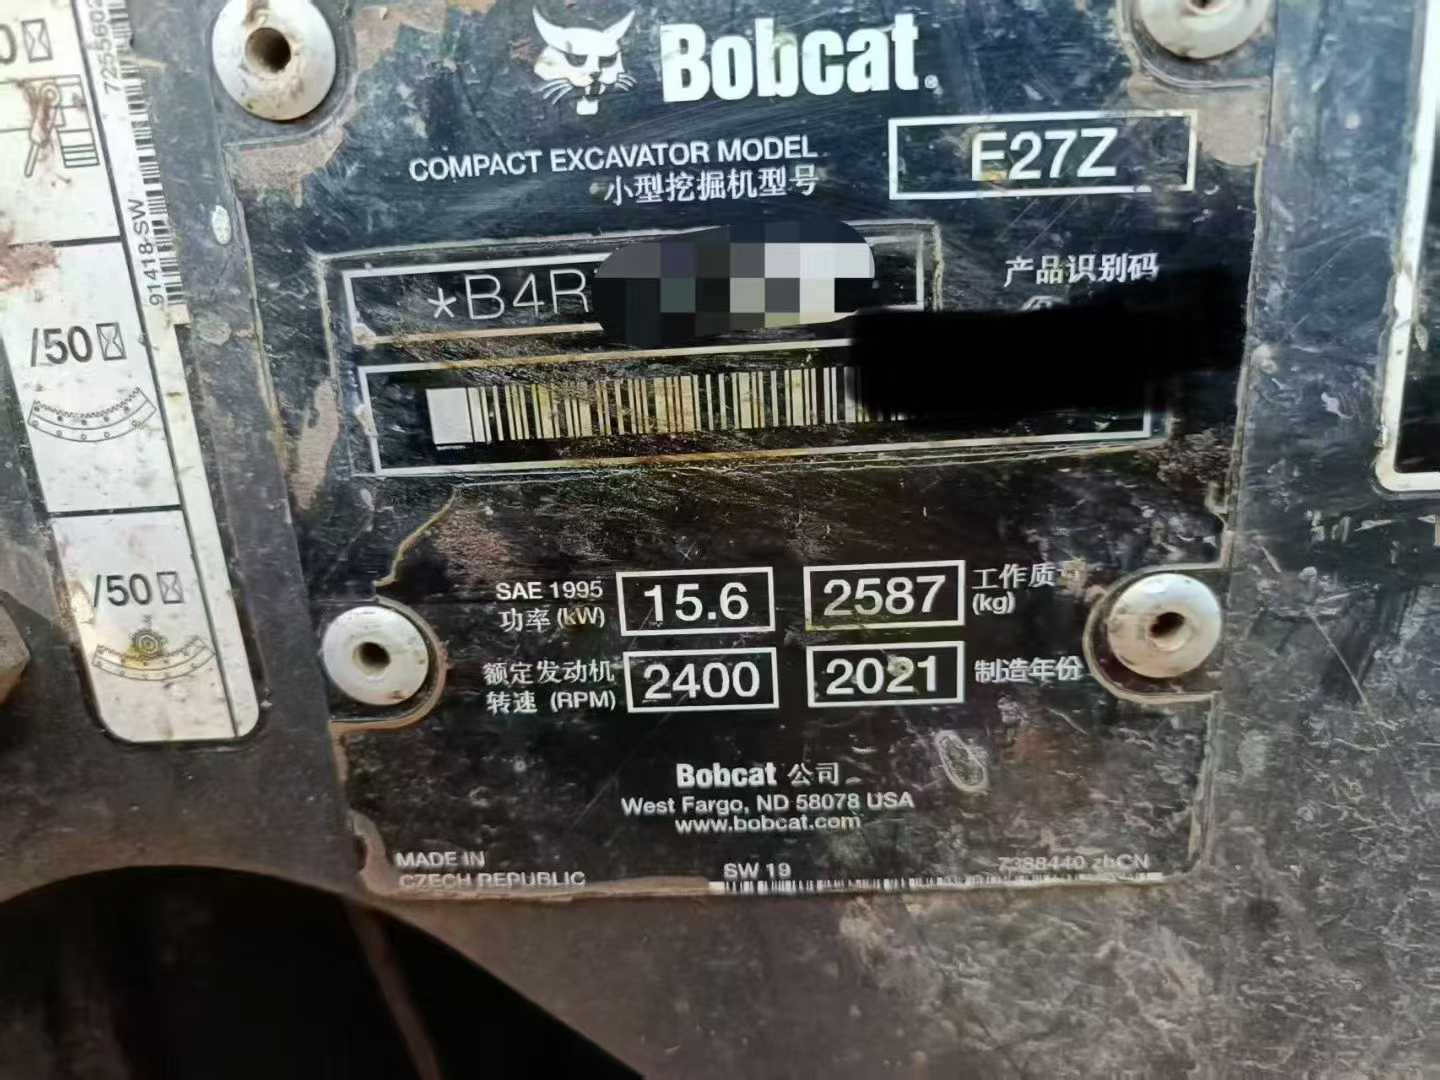 Bobcat®
COMPACT EXCAVATOR MODEL
小型挖掘机型号
E27Z
*B4R
产品识别码
SAE 1995
功率 (kW)
15.6
2587
工作质
(kg)
额定发动机
转速 (RPM)
2400
2021
制造年份
Bobcat 公司
West Fargo, ND 58078 USA
www.bobcat.com
MADE IN
CZECH REPUBLIC
SW 19
7388440 zhCN
91418-SW
/50
/50